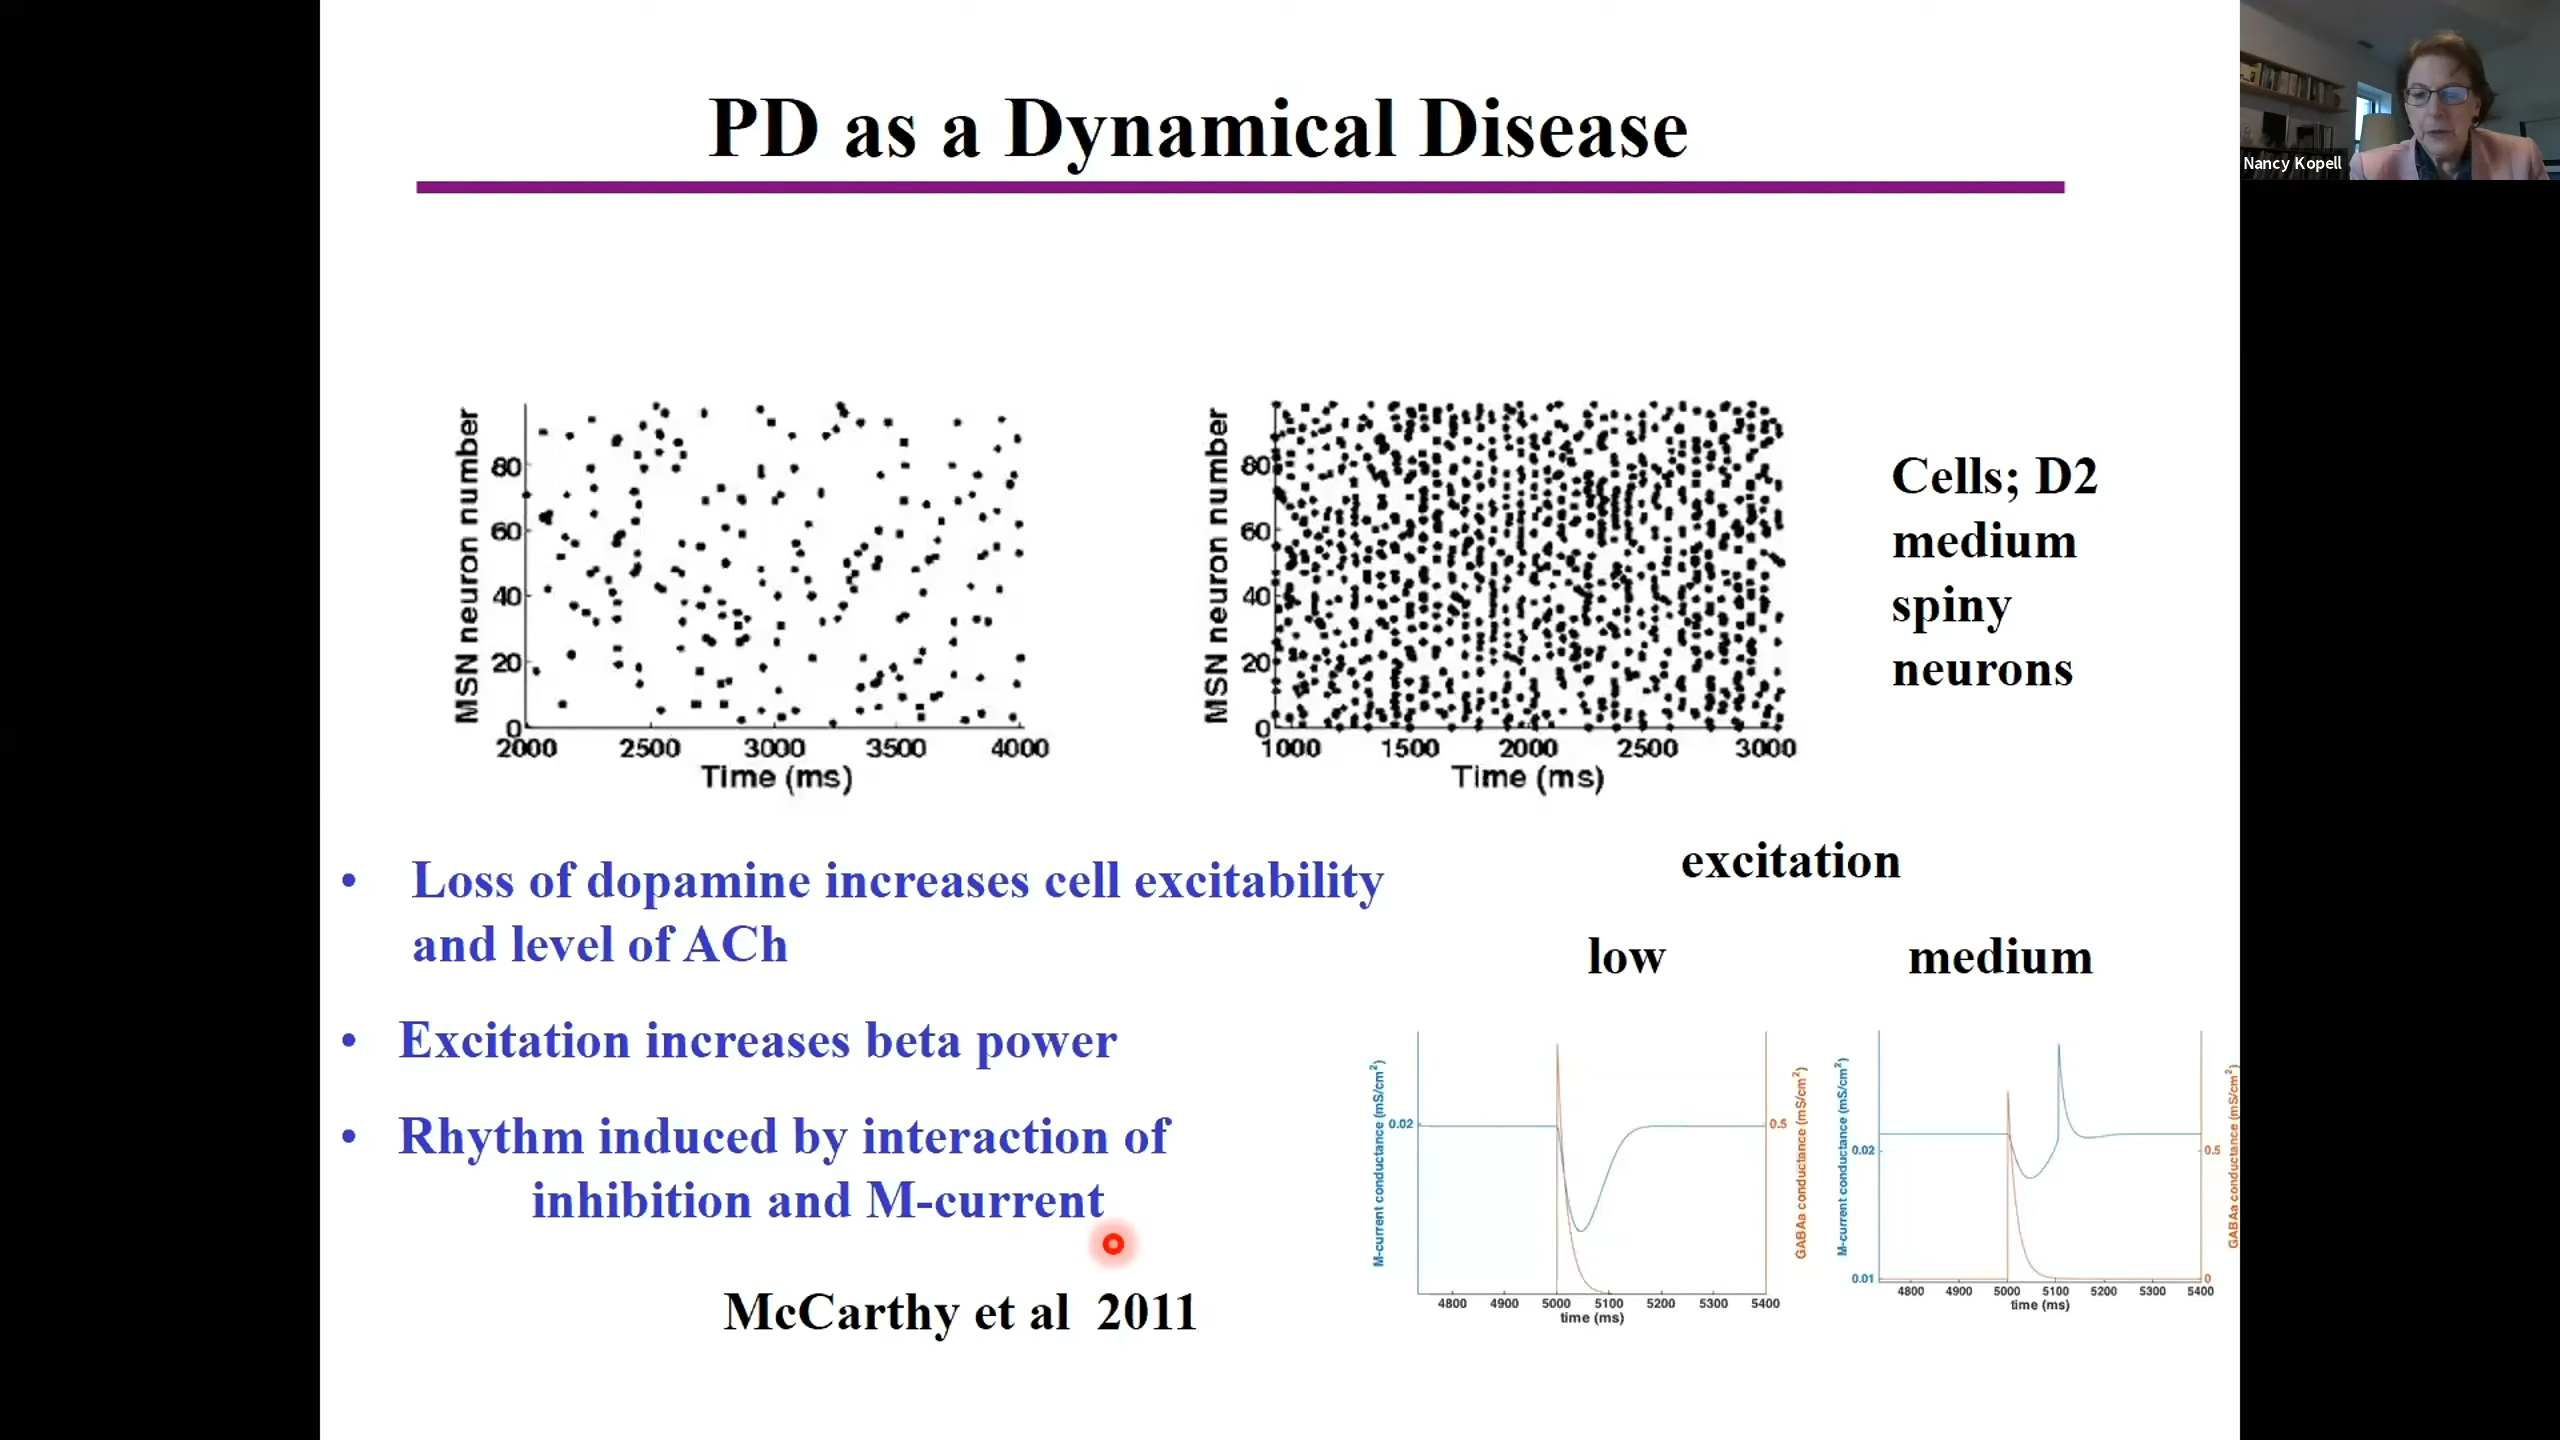 PD as a Dynamical Disease
Nancy Kopell
MSN neuron number
80
60
40
20
0
2000 2500 3000 3500 4000
Time (ms)
MSN neuron number
80
60
40
20
0
1000 1500 2000 2500 3000
Time (ms)
Cells; D2
medium
spiny
neurons
• Loss of dopamine increases cell excitability
and level of ACh
• Excitation increases beta power
• Rhythm induced by interaction of
inhibition and M-current
McCarthy et al 2011
excitation
low medium
M-current conductance (mS/cm²)
0.02
0.5
GABAa conductance (mS/cm²)
4800 4900 5000 5100 5200 5300 5400
time (ms)
M-current conductance (mS/cm²)
0.02
0.01
0.5
0
GABAa conductance (mS/cm²)
4800 4900 5000 5100 5200 5300 5400
time (ms)